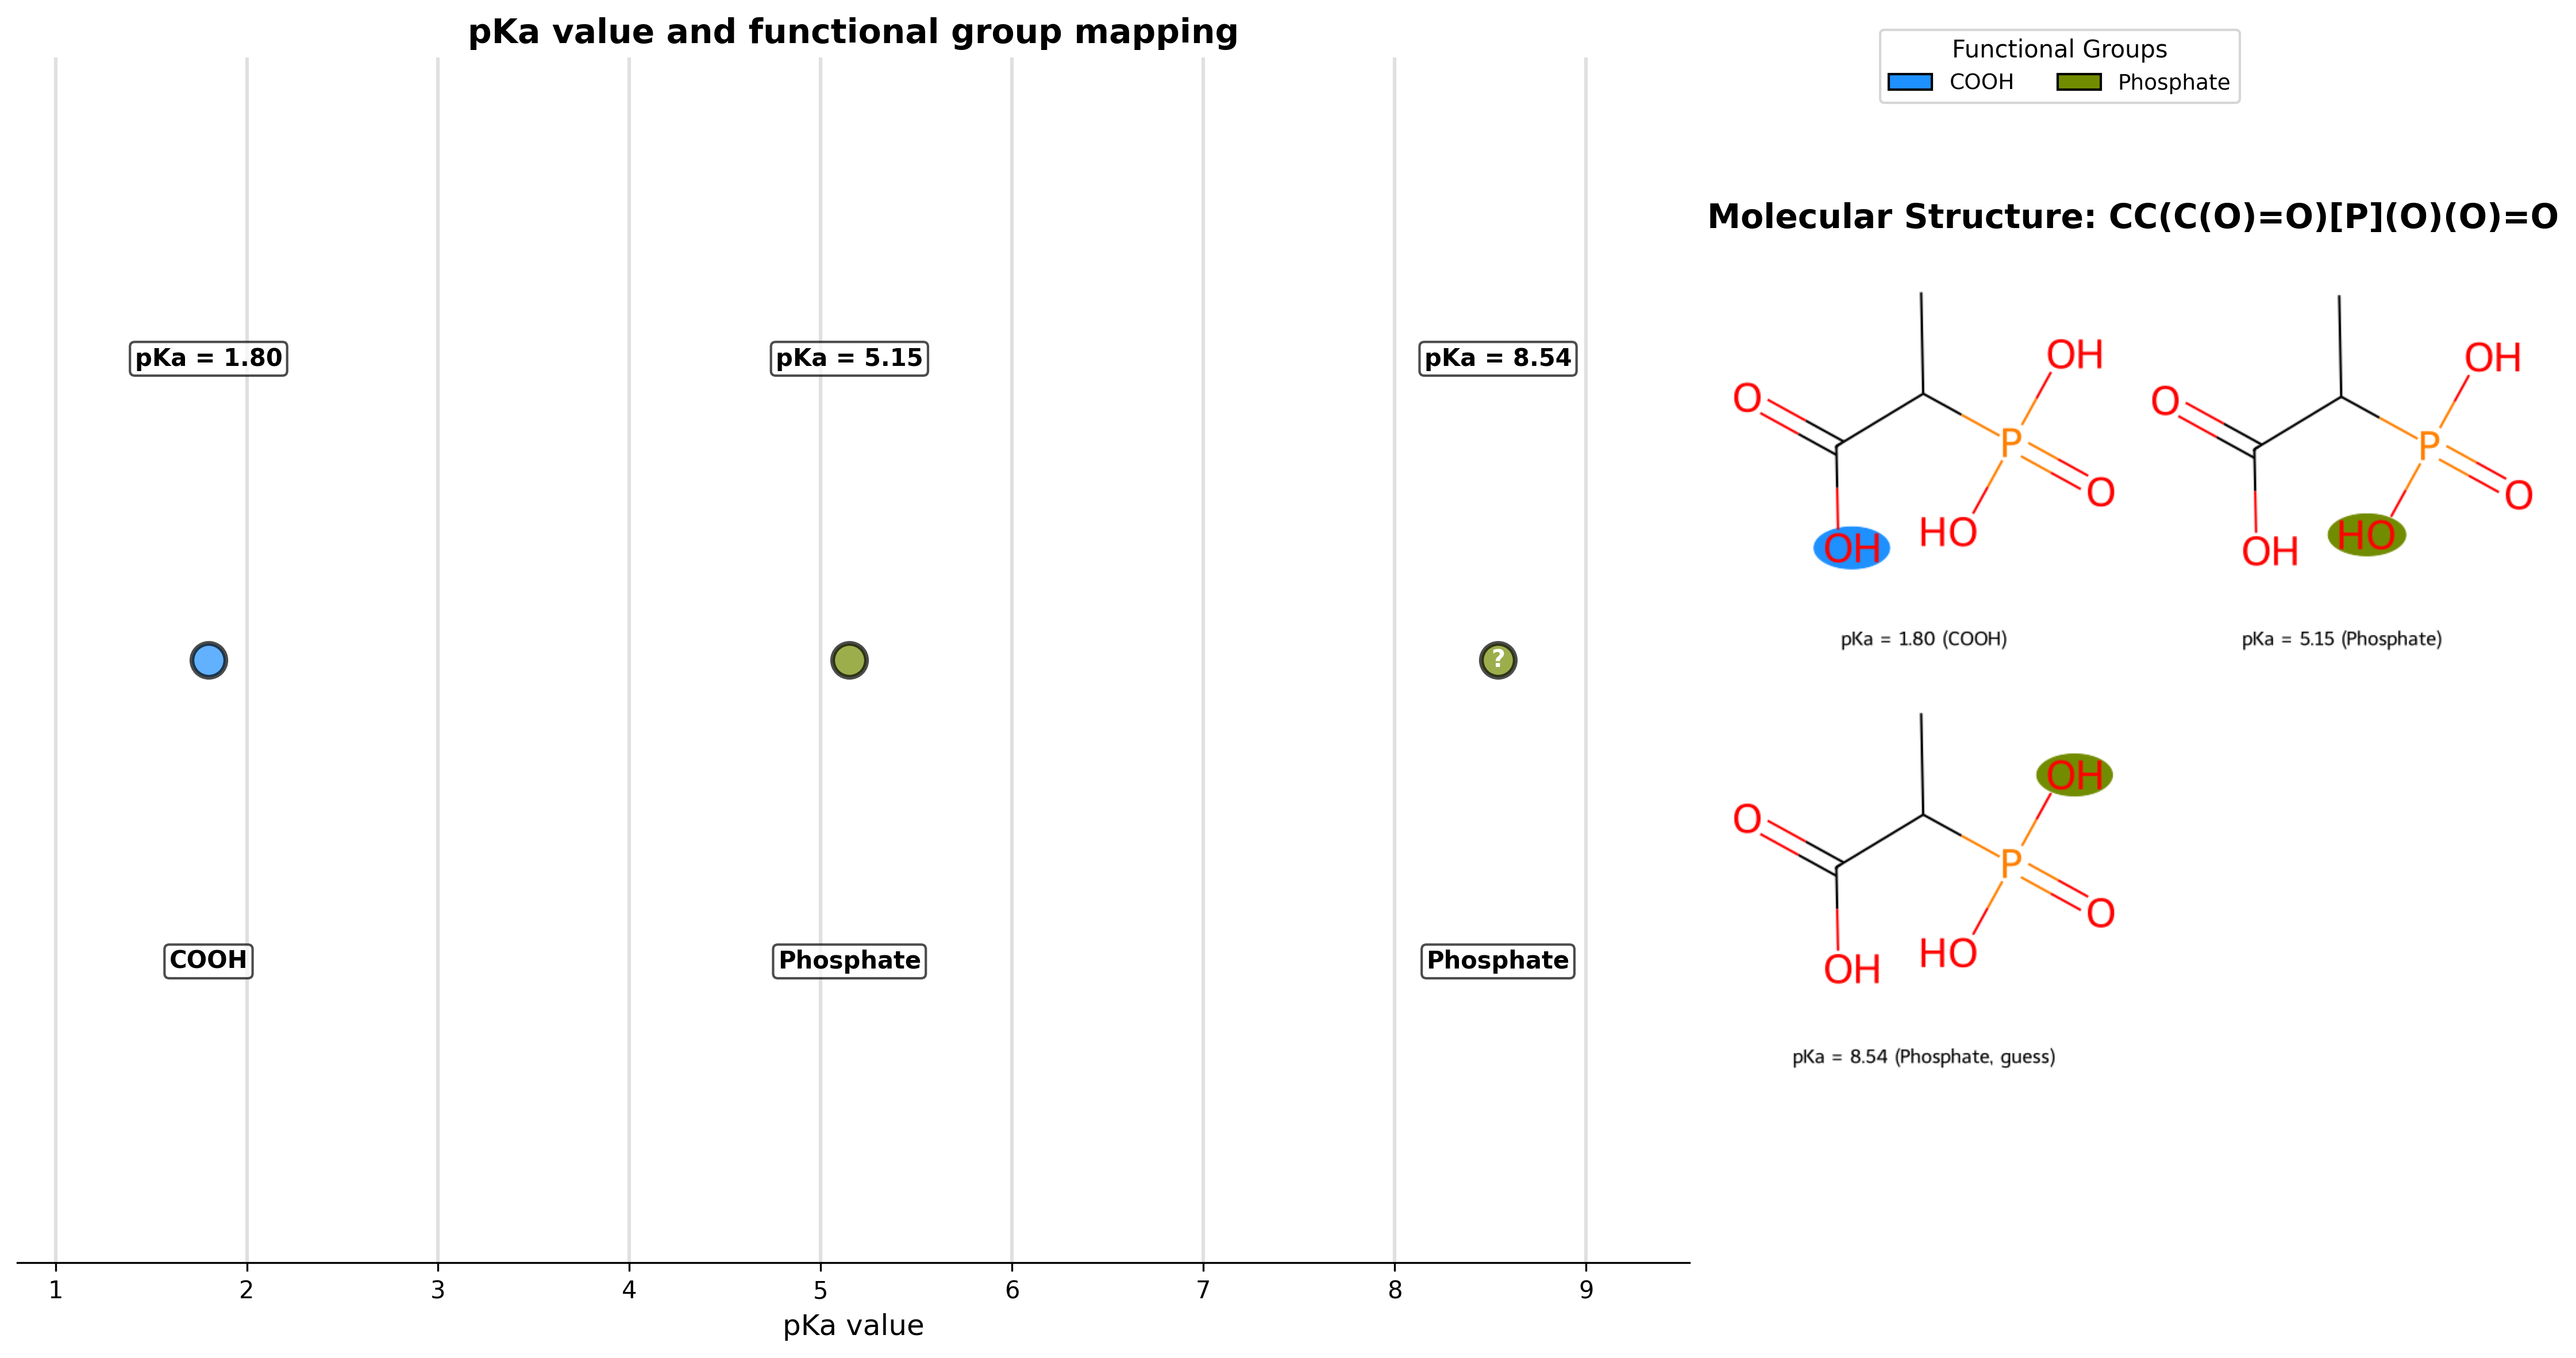 pKa value and functional group mapping
pKa = 1.80
pKa = 5.15
pKa = 8.54
?
COOH
Phosphate
Phosphate
1 2 3 4 5 6 7 8 9
pKa value
Functional Groups
COOH Phosphate
Molecular Structure: CC(C(O)=O)[P](O)(O)=O
OH
O
P
O
HO
OH
pKa = 1.80 (COOH)
OH
O
P
O
HO
OH
pKa = 5.15 (Phosphate)
OH
O
P
O
HO
OH
pKa = 8.54 (Phosphate, guess)